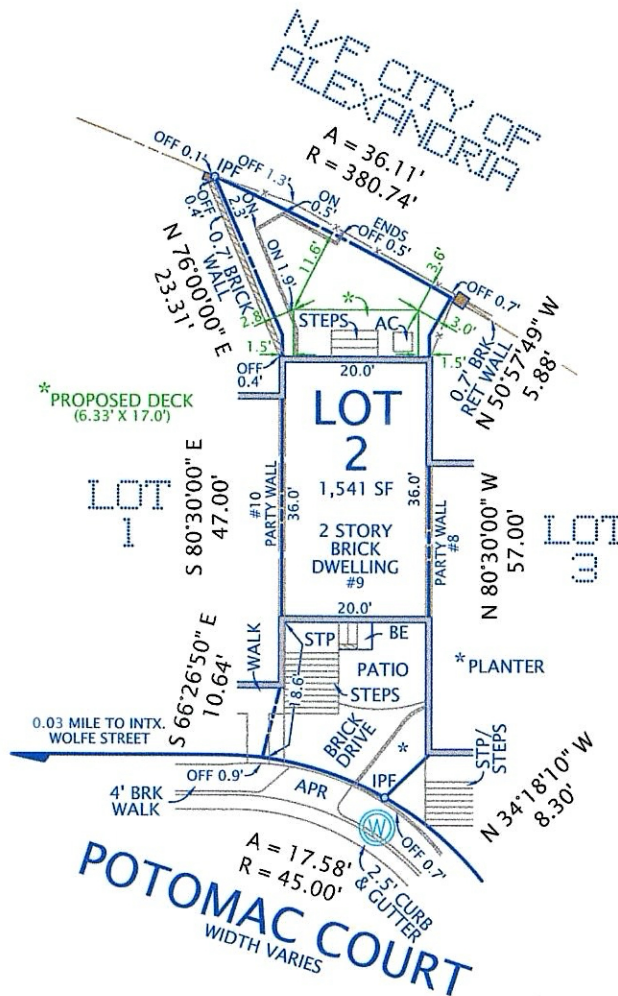 N/F CITY OF
ALEXANDRIA
A = 36.11'
R = 380.74'
OFF 0.1'
IPF
OFF 1.3'
ON
0.5'
ENDS
OFF 0.5'
OFF
0.4'
ON
2.3'
0.7' BRICK
WALL
N 76°00'00" E
23.31'
ON 1.9'
11.6'
3.6'
OFF 0.7'
2.8'
*
3.0'
STEPS
AC
1.5'
1.5'
0.7' BRK
RET WALL
N 50°57'49" W
5.88'
OFF
0.4'
20.0'
*PROPOSED DECK
(6.33' X 17.0')
LOT
2
1,541 SF
LOT
1
S 80°30'00" E
47.00'
#10
PARTY WALL
36.0'
36.0'
PARTY WALL
#8
N 80°30'00" W
57.00'
LOT
3
2 STORY
BRICK
DWELLING
#9
20.0'
STP
BE
S 66°26'50" E
10.64'
WALK
18.6'
PATIO
STEPS
*PLANTER
0.03 MILE TO INTX.
WOLFE STREET
BRICK
DRIVE
*
STP/
STEPS
OFF 0.9'
IPF
N 34°18'10" W
8.30'
4' BRK
WALK
APR
W
OFF 0.7'
A = 17.58'
R = 45.00'
2.5' CURB
& GUTTER
POTOMAC COURT
WIDTH VARIES